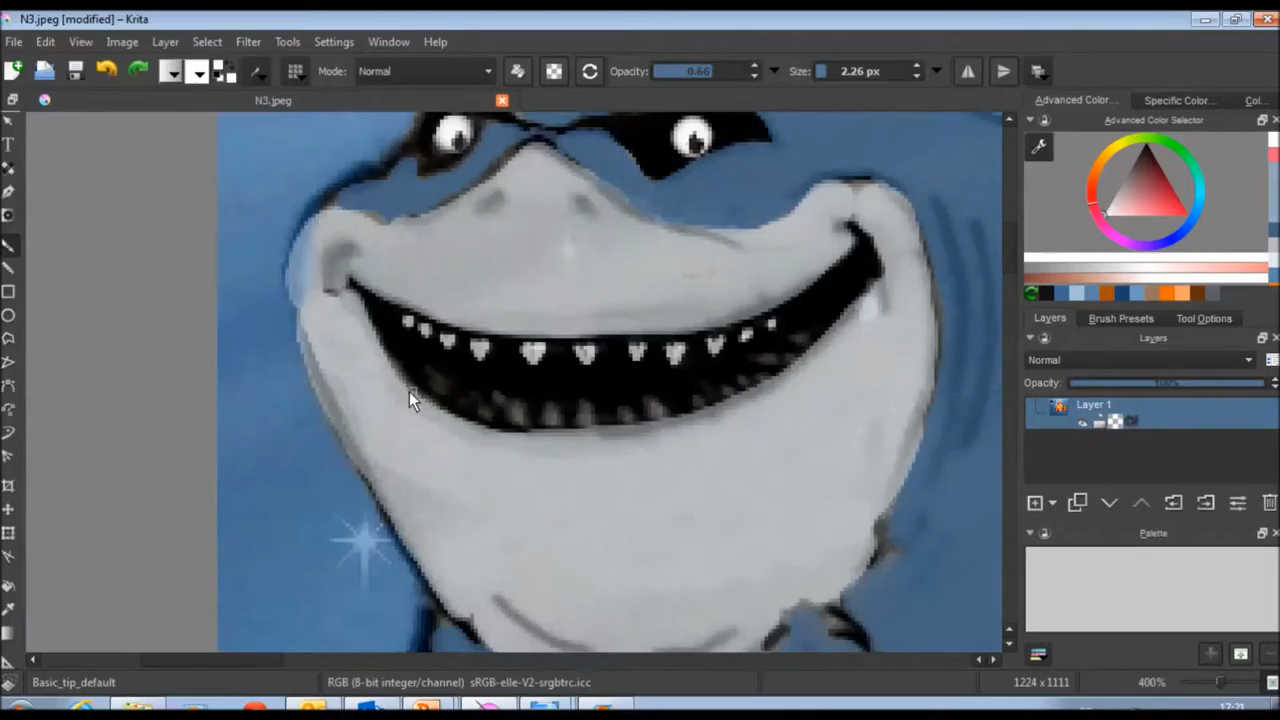 N3.jpeg [modified] – Krita
File Edit View Image Layer Select Filter Tools Settings Window Help
Mode: Normal Opacity: 0.66 Size: 2.26 px
N3.jpeg
Advanced Color... Specific Color... Col...
Advanced Color Selector
Layers Brush Presets Tool Options
Layers
Normal
Opacity: 100%
Layer 1
Palette
Basic_tip_default RGB (8-bit integer/channel) sRGB-elle-V2-srgbtrc.icc 1224 x 1111 400%
17:21